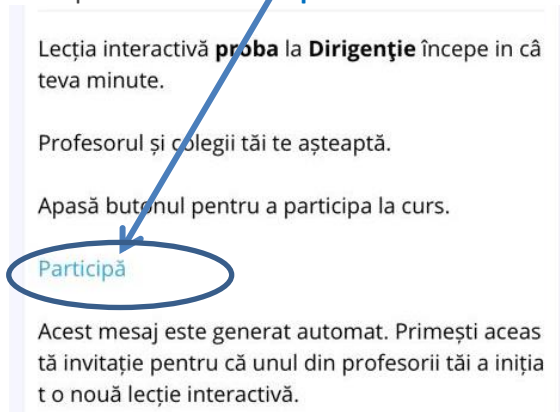 Lecția interactivă proba la Dirigenţie începe in câ
teva minute.
Profesorul și colegii tăi te așteaptă.
Apasă butonul pentru a participa la curs.
Participă
Acest mesaj este generat automat. Primești aceas
tă invitație pentru că unul din profesorii tăi a iniția
t o nouă lecție interactivă.